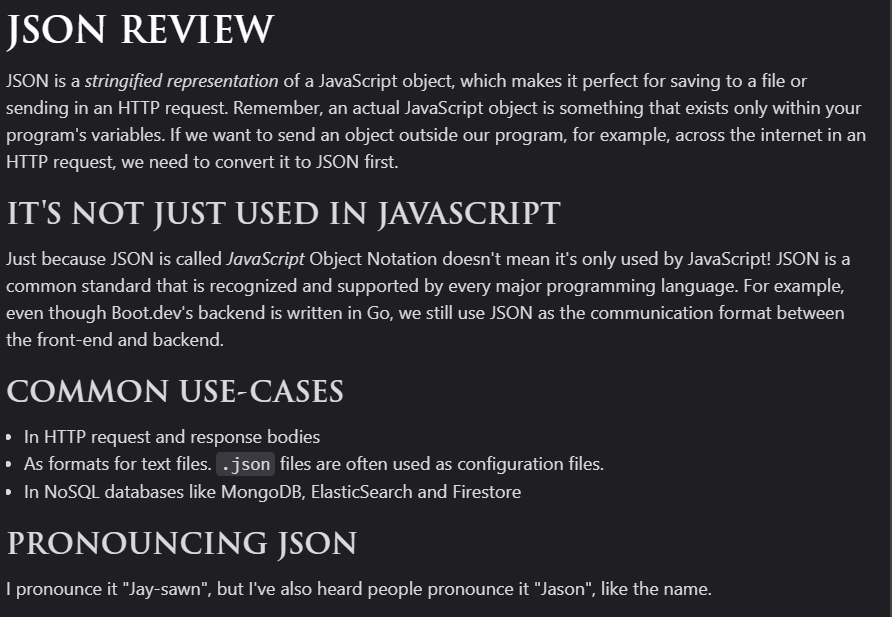 JSON REVIEW
JSON is a stringified representation of a JavaScript object, which makes it perfect for saving to a file or
sending in an HTTP request. Remember, an actual JavaScript object is something that exists only within your
program's variables. If we want to send an object outside our program, for example, across the internet in an
HTTP request, we need to convert it to JSON first.
IT'S NOT JUST USED IN JAVASCRIPT
Just because JSON is called JavaScript Object Notation doesn't mean it's only used by JavaScript! JSON is a
common standard that is recognized and supported by every major programming language. For example,
even though Boot.dev's backend is written in Go, we still use JSON as the communication format between
the front-end and backend.
COMMON USE-CASES
• In HTTP request and response bodies
• As formats for text files. .json files are often used as configuration files.
• In NoSQL databases like MongoDB, ElasticSearch and Firestore
PRONOUNCING JSON
I pronounce it "Jay-sawn", but I've also heard people pronounce it "Jason", like the name.